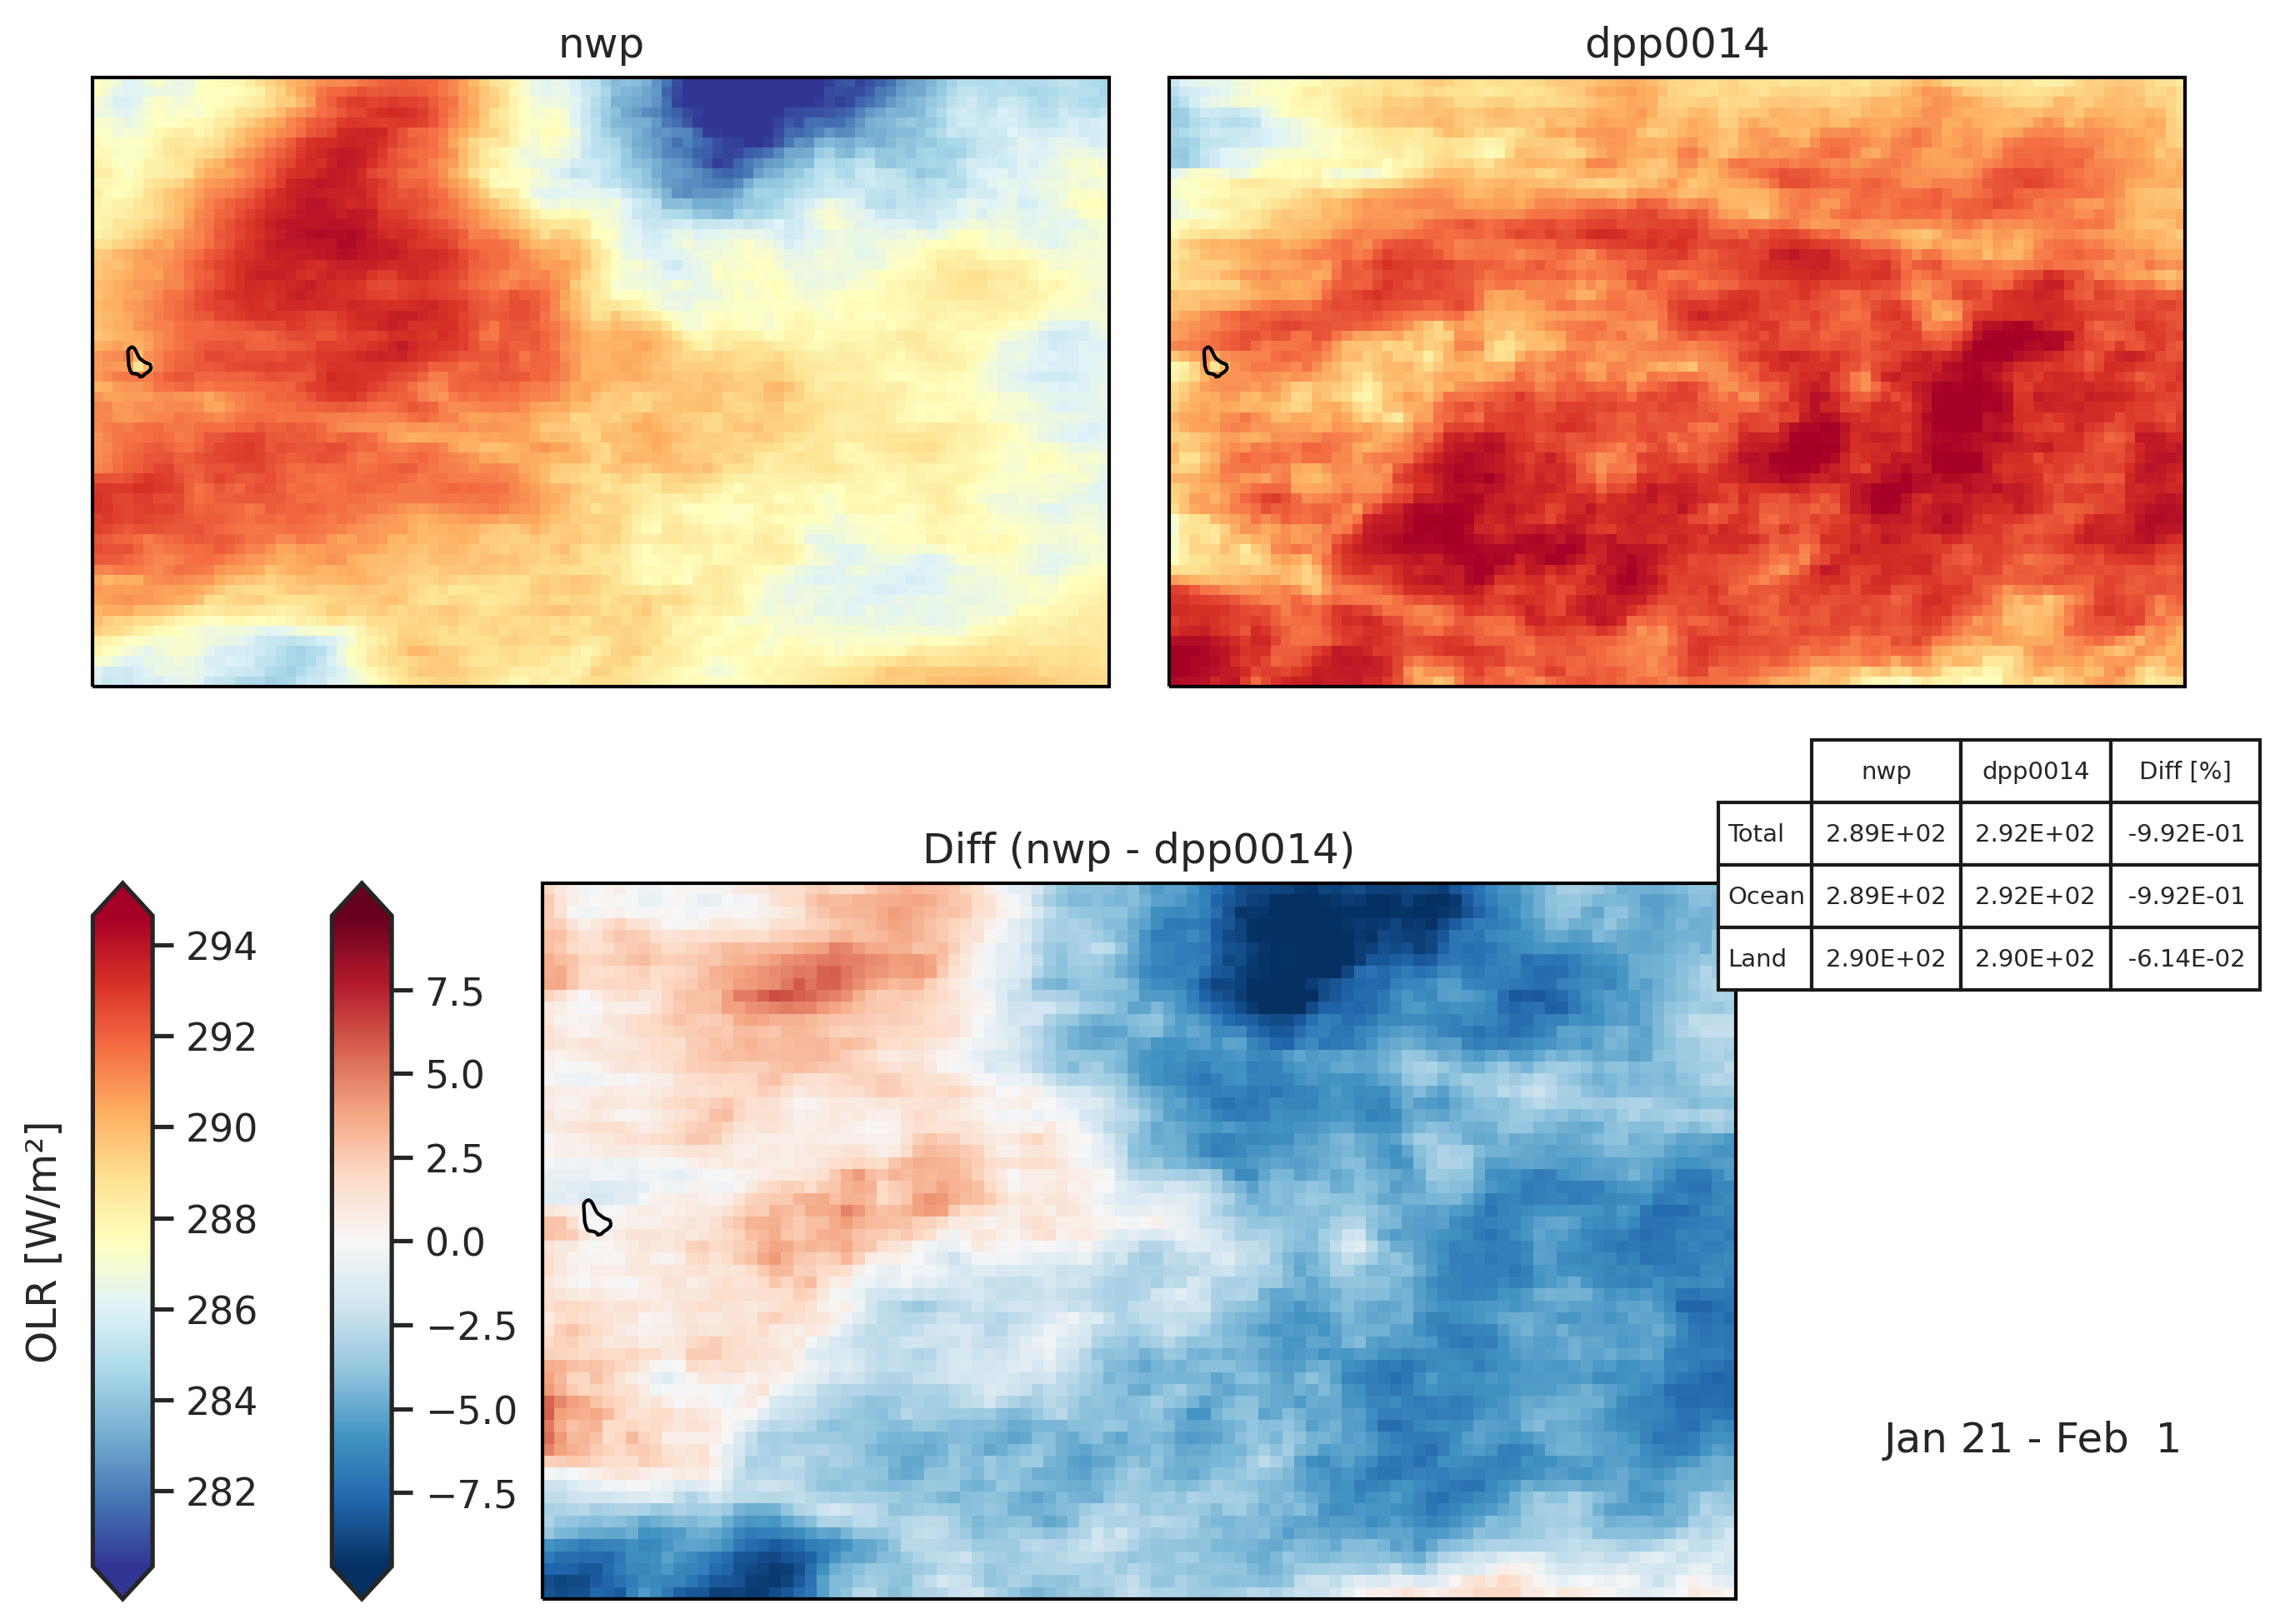 nwp
dpp0014
nwp dpp0014 Diff [%]
Total 2.89E+02 2.92E+02 -9.92E-01
Ocean 2.89E+02 2.92E+02 -9.92E-01
Land 2.90E+02 2.90E+02 -6.14E-02
Diff (nwp - dpp0014)
OLR [W/m²]
294
292
290
288
286
284
282
7.5
5.0
2.5
0.0
−2.5
−5.0
−7.5
Jan 21 - Feb  1